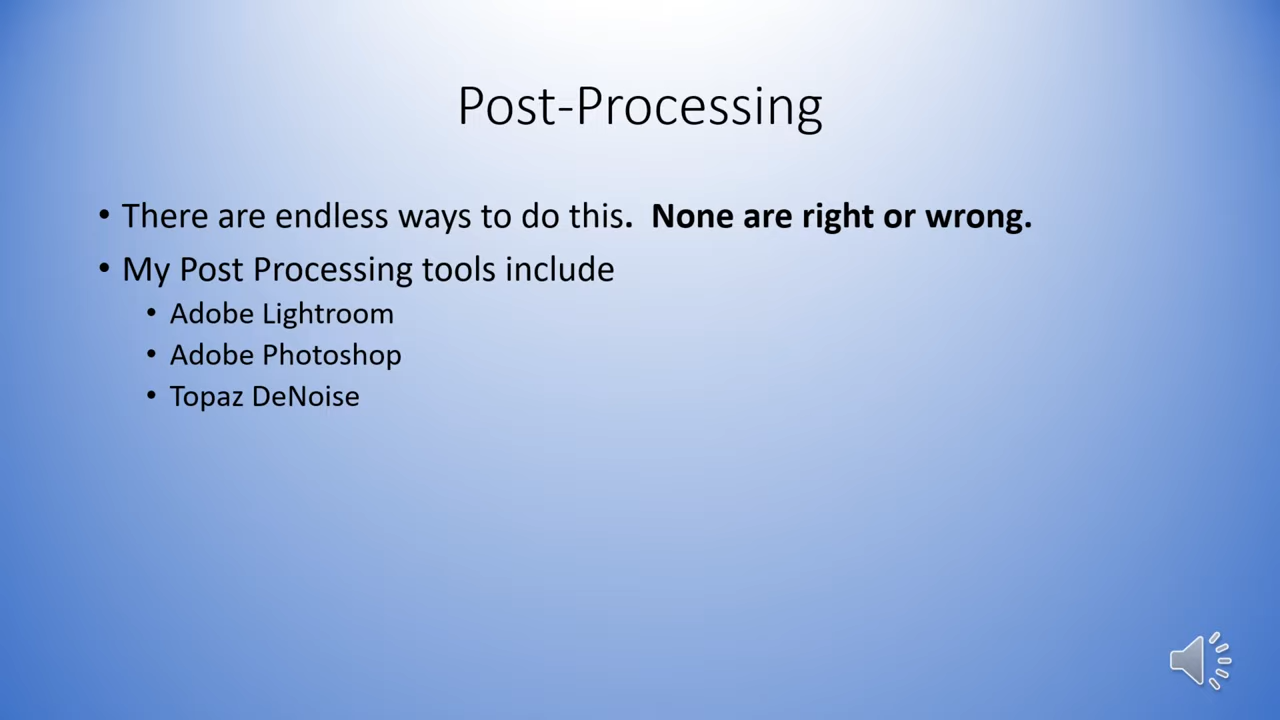 Post-Processing
• There are endless ways to do this.  None are right or wrong.
• My Post Processing tools include
• Adobe Lightroom
• Adobe Photoshop
• Topaz DeNoise